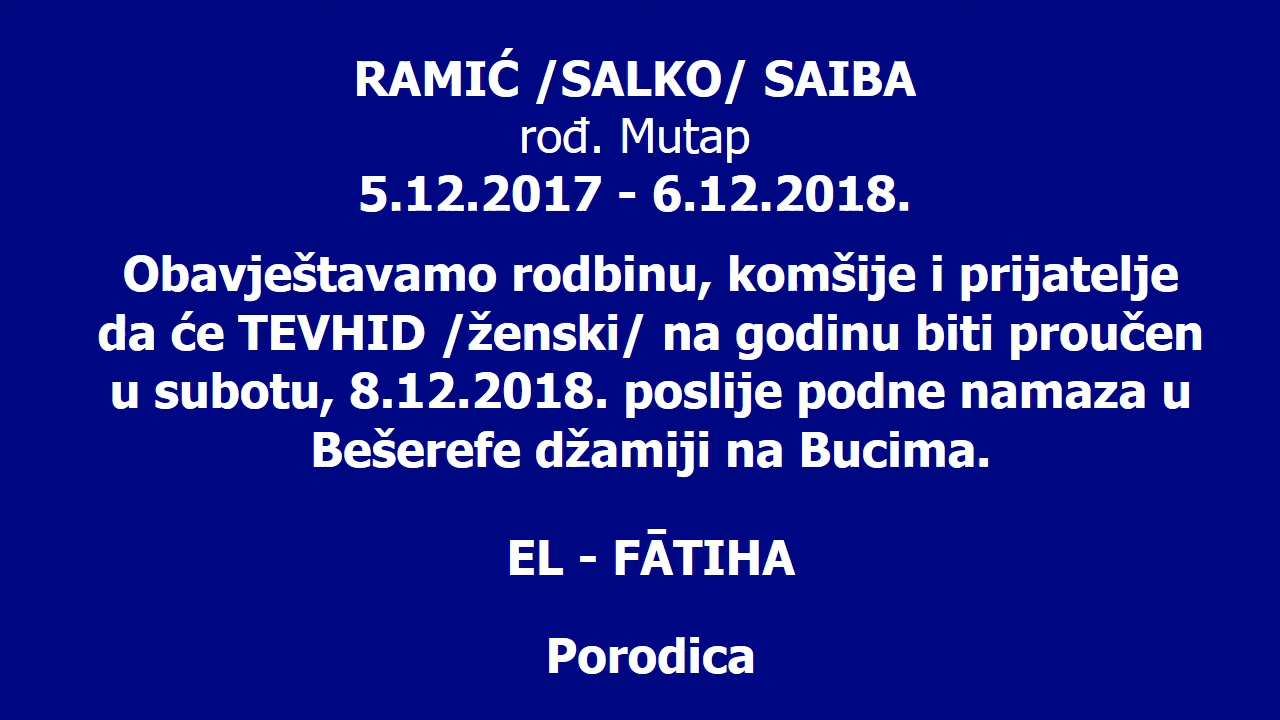 RAMIĆ /SALKO/ SAIBA
rođ. Mutap
5.12.2017 - 6.12.2018.
Obavještavamo rodbinu, komšije i prijatelje
da će TEVHID /ženski/ na godinu biti proučen
u subotu, 8.12.2018. poslije podne namaza u
Bešerefe džamiji na Bucima.
EL - FĀTIHA
Porodica